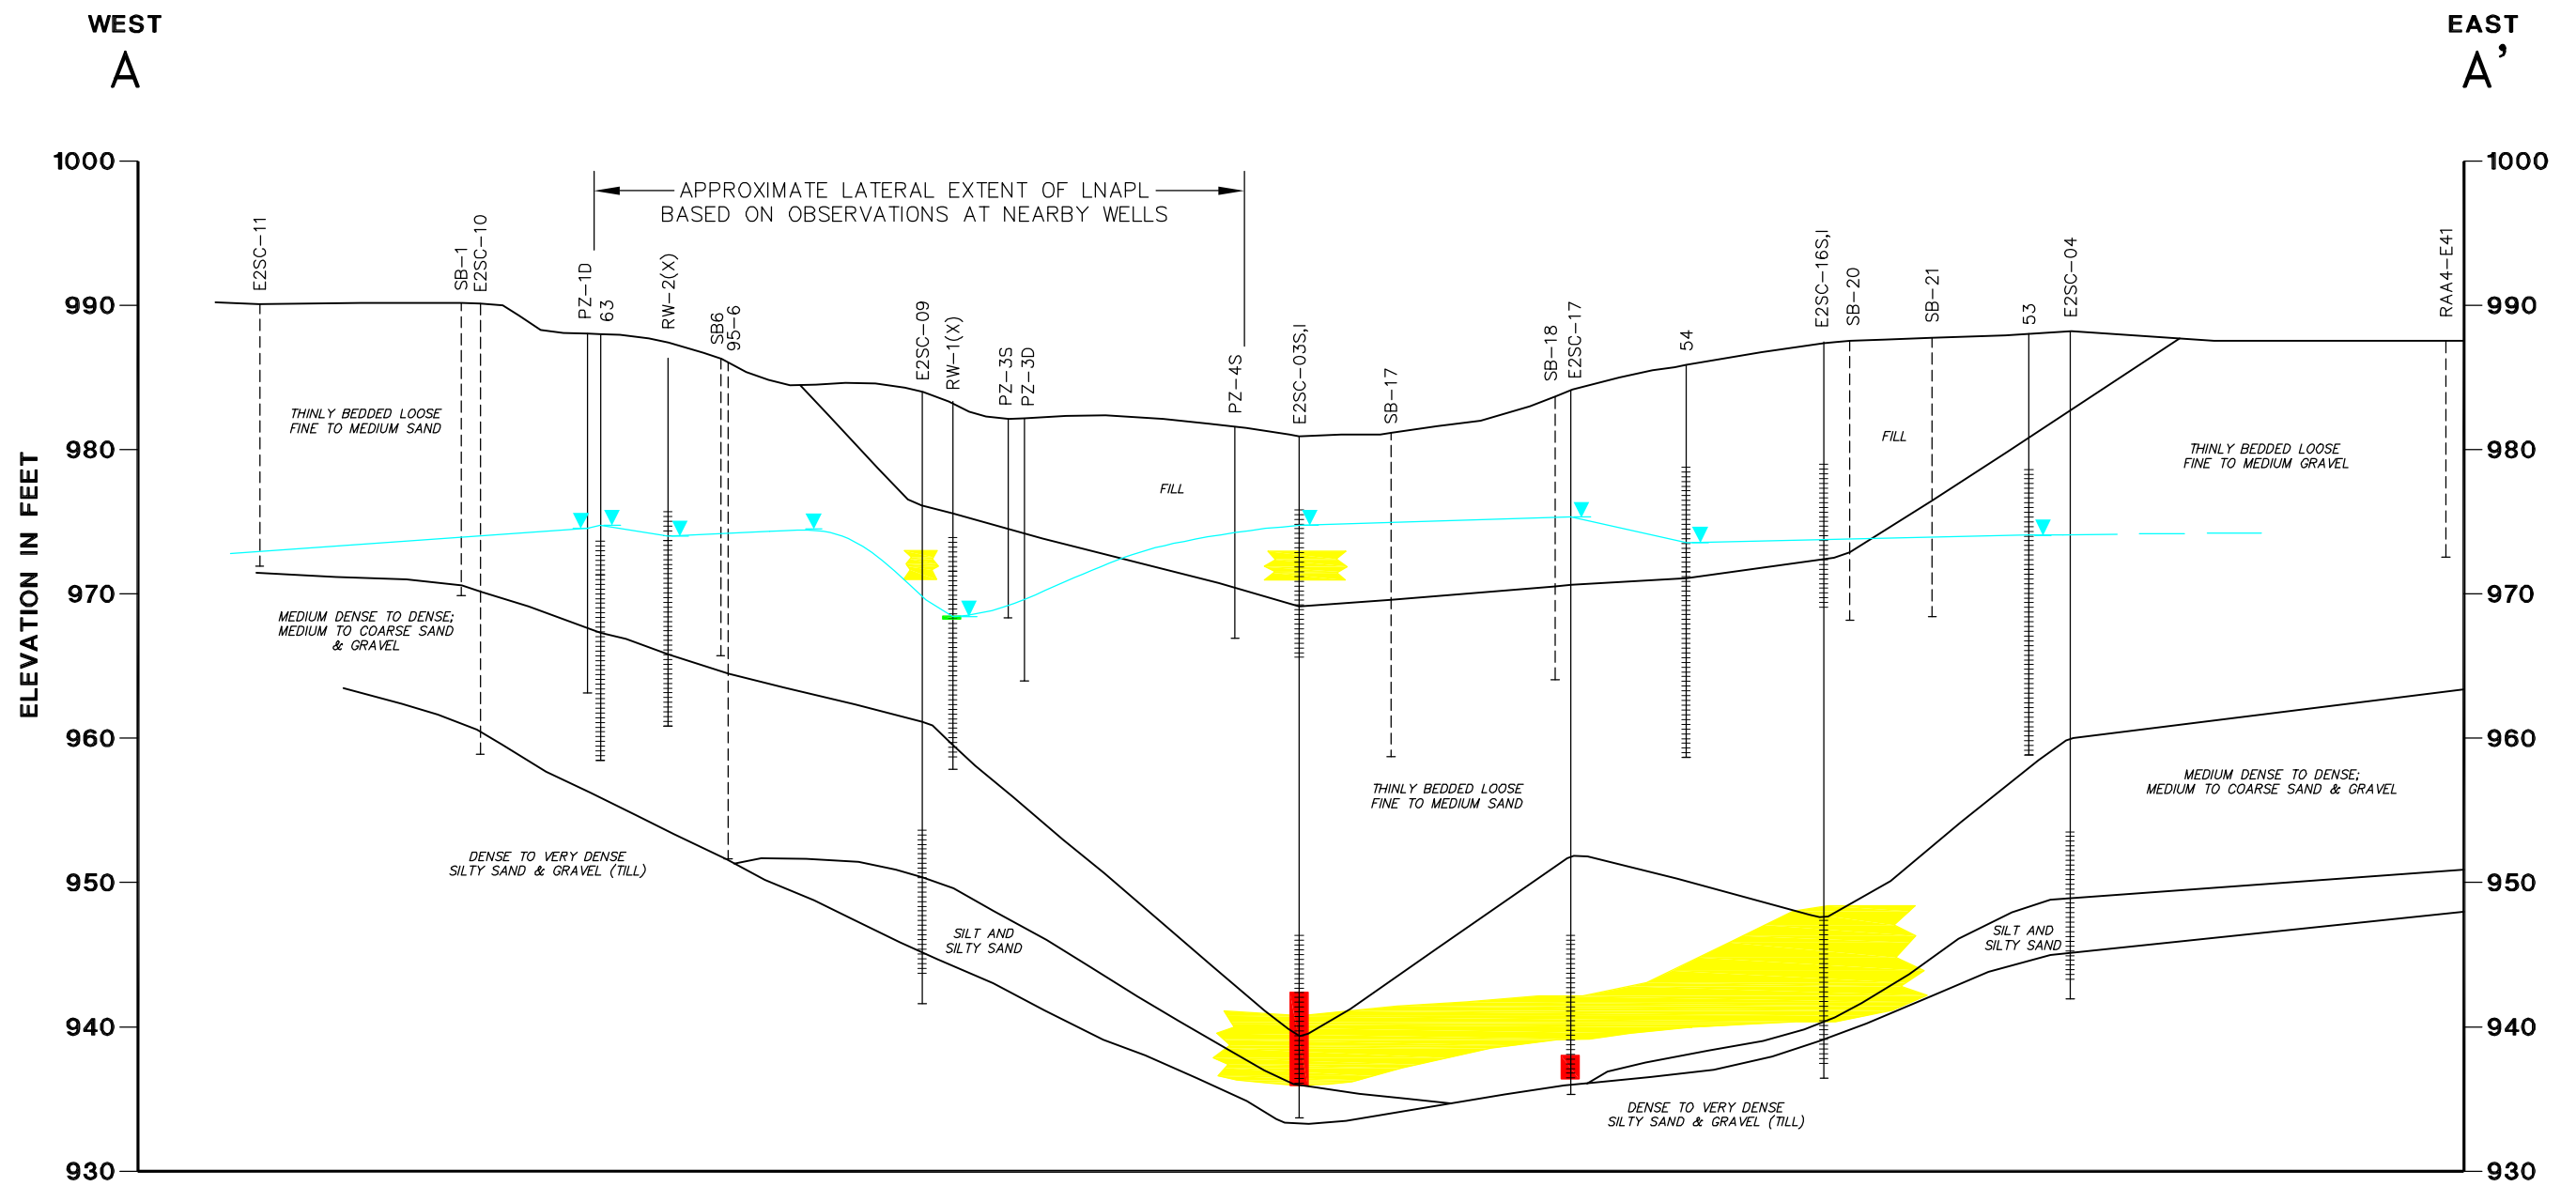 WEST
EAST
A
A’
1000
1000
APPROXIMATE LATERAL EXTENT OF LNAPL
BASED ON OBSERVATIONS AT NEARBY WELLS
E2SC-11
SB-1
E2SC-10
PZ-1D
63
RW-2(X)
SB6
95-6
E2SC-09
RW-1(X)
PZ-3S
PZ-3D
PZ-4S
E2SC-03S,I
SB-17
SB-18
E2SC-17
54
E2SC-16S,I
SB-20
SB-21
53
E2SC-04
RAA4-E41
990
990
THINLY BEDDED LOOSE
FINE TO MEDIUM SAND
FILL
THINLY BEDDED LOOSE
FINE TO MEDIUM GRAVEL
980
980
FILL
ELEVATION IN FEET
970
970
MEDIUM DENSE TO DENSE;
MEDIUM TO COARSE SAND
& GRAVEL
960
960
THINLY BEDDED LOOSE
FINE TO MEDIUM SAND
MEDIUM DENSE TO DENSE;
MEDIUM TO COARSE SAND & GRAVEL
DENSE TO VERY DENSE
SILTY SAND & GRAVEL (TILL)
950
950
SILT AND
SILTY SAND
SILT AND
SILTY SAND
940
940
DENSE TO VERY DENSE
SILTY SAND & GRAVEL (TILL)
930
930